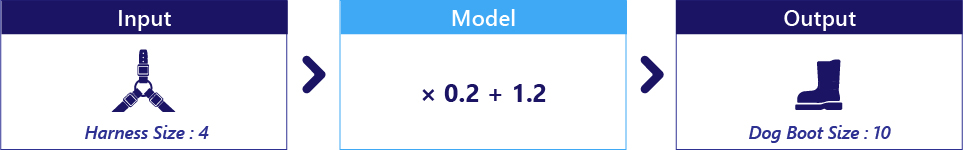 Input
Model
Output
× 0.2 + 1.2
Harness Size : 4
Dog Boot Size : 10